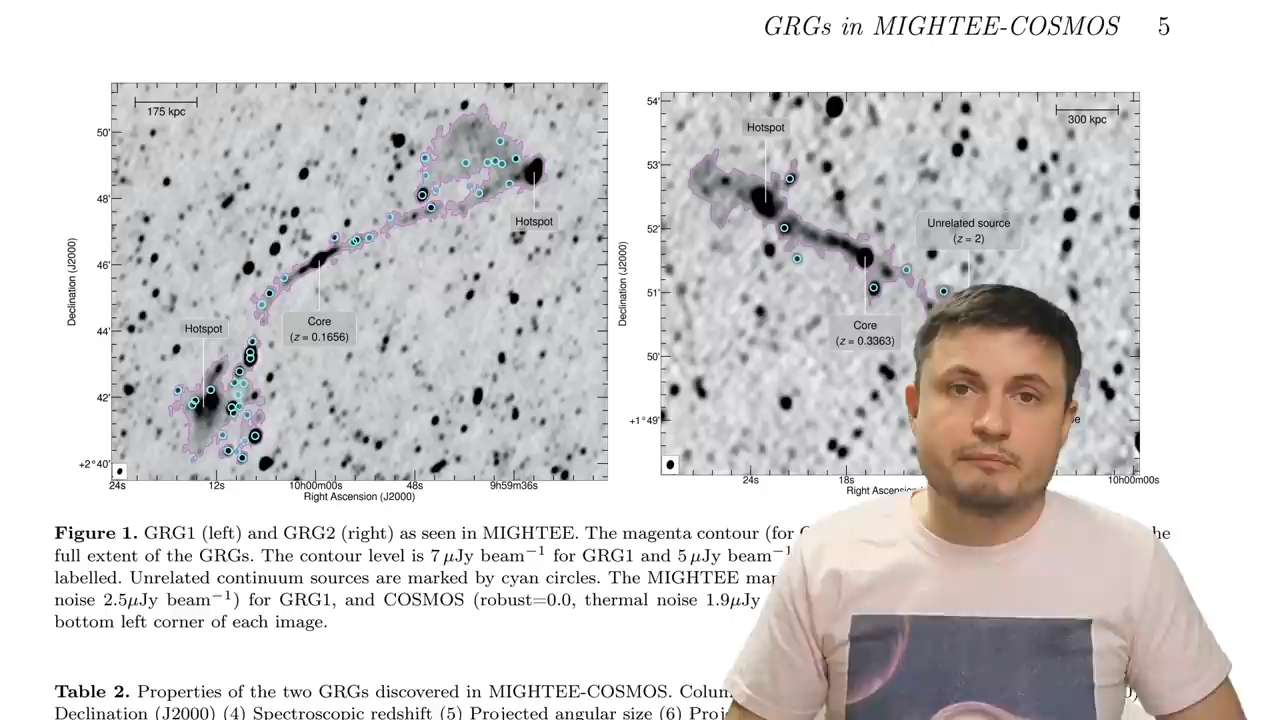 GRGs in MIGHTEE-COSMOS 5
175 kpc
Hotspot
Core
(z = 0.1656)
Hotspot
50'
48'
46'
44'
42'
+2°40'
24s
12s
10h00m00s
48s
9h59m36s
Declination (J2000)
Right Ascension (J2000)
300 kpc
Hotspot
Unrelated source
(z = 2)
Core
(z = 0.3363)
54'
53'
52'
51'
50'
+1°49'
24s
18s
10h00m00s
Declination (J2000)
Right
Figure 1. GRG1 (left) and GRG2 (right) as seen in MIGHTEE. The magenta contour (for the
full extent of the GRGs. The contour level is 7 μJy beam−1 for GRG1 and 5 μJy beam−1
labelled. Unrelated continuum sources are marked by cyan circles. The MIGHTEE
noise 2.5μJy beam−1) for GRG1, and COSMOS (robust=0.0, thermal noise 1.9μJy
bottom left corner of each image.
Table 2. Properties of the two GRGs discovered in MIGHTEE-COSMOS.
Declination (J2000) (4) Spectroscopic redshift (5) Projected angular size (6)